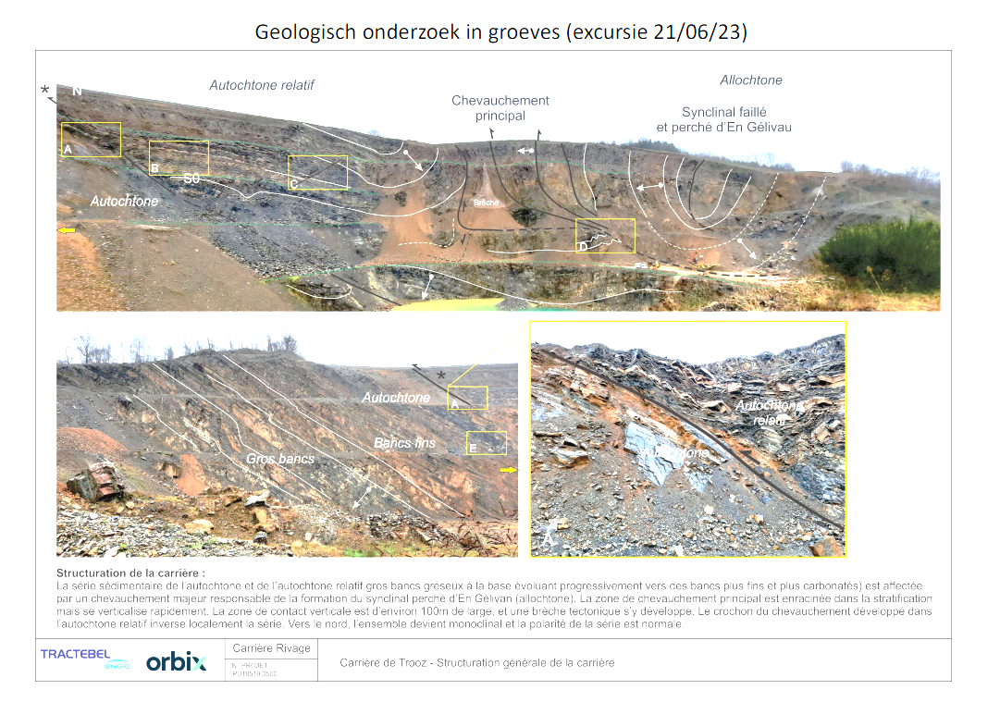 Geologisch onderzoek in groeves (excursie 21/06/23)
Autochtone relatif
Allochtone
*
N
Chevauchement
principal
Synclinal faillé
et perché d'En Gélivau
A
B
S0
C
Autochtone
Brèche
D
*
Autochtone
A
Bancs fins
E
Gros bancs
Autochtone
relatif
A
Structuration de la carrière :
La série sédimentaire de l'autochtone et de l'autochtone relatif gros bancs gréseux à la base évoluant progressivement vers des bancs plus fins et plus carbonatés) est affectée
par un chevauchement majeur responsable de la formation du synclinal perché d'En Gélivan (allochtone). La zone de chevauchement principal est enracinée dans la stratification
mais se verticalise rapidement. La zone de contact verticale est d'environ 100m de large, et une brèche tectonique s'y développe. Le crochon du chevauchement développé dans
l'autochtone relatif inverse localement la série. Vers le nord, l'ensemble devient monoclinal et la polarité de la série est normale.
TRACTEBEL
ENGIE
orbix
Carrière Rivage
N. PROJET
Carrière de Trooz - Structuration générale de la carrière